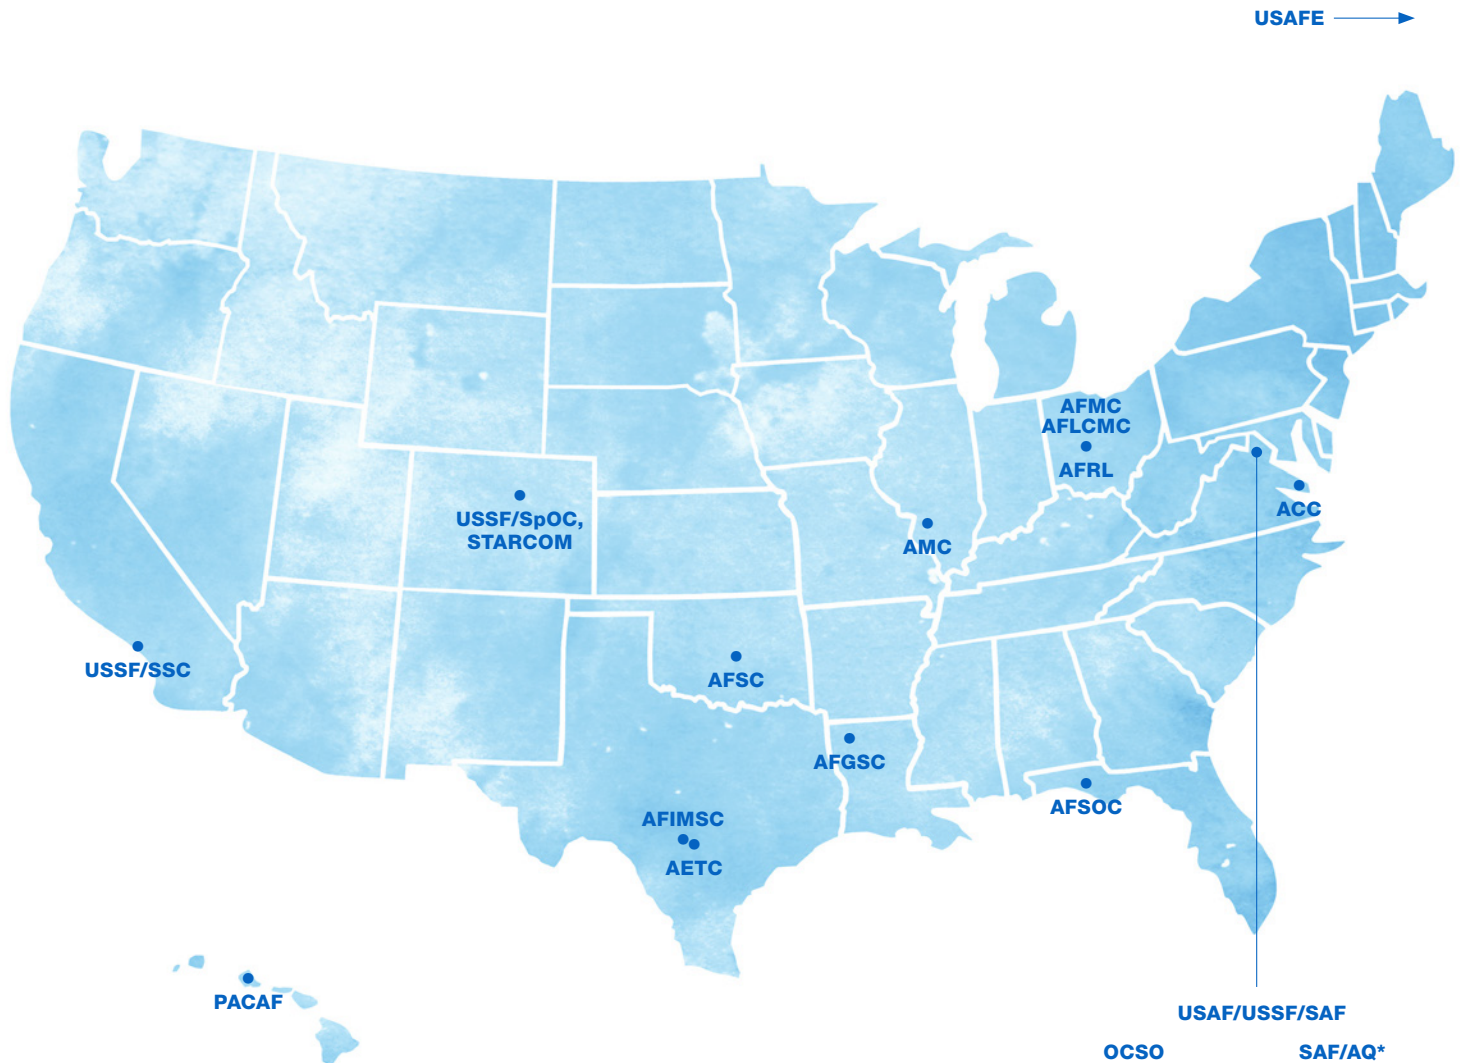 USAFE
AFMC
AFLCMC
AFRL
ACC
USSF/SpOC,
STARCOM
AMC
USSF/SSC
AFSC
AFGSC
AFSOC
AFIMSC
AETC
PACAF
USAF/USSF/SAF
OCSO
SAF/AQ*